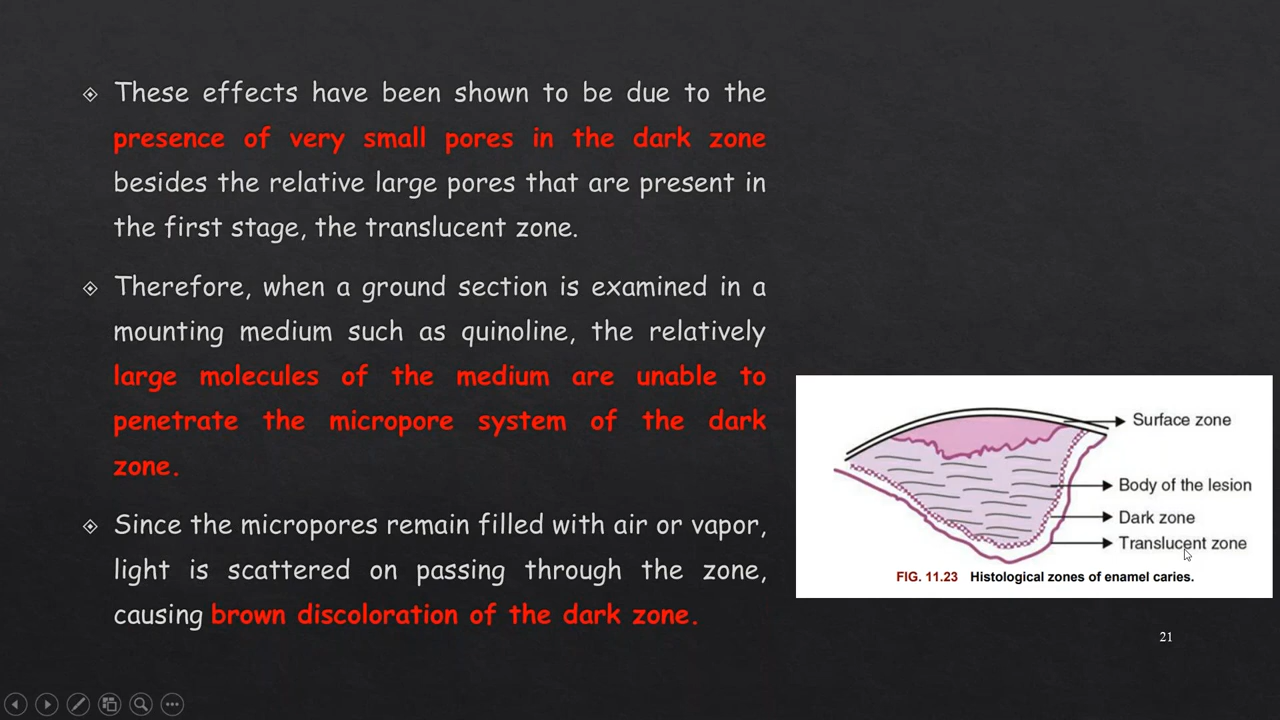 These effects have been shown to be due to the
presence of very small pores in the dark zone
besides the relative large pores that are present in
the first stage, the translucent zone.
Therefore, when a ground section is examined in a
mounting medium such as quinoline, the relatively
large molecules of the medium are unable to
penetrate the micropore system of the dark
zone.
Since the micropores remain filled with air or vapor,
light is scattered on passing through the zone,
causing brown discoloration of the dark zone.
Surface zone
Body of the lesion
Dark zone
Translucent zone
FIG. 11.23 Histological zones of enamel caries.
21